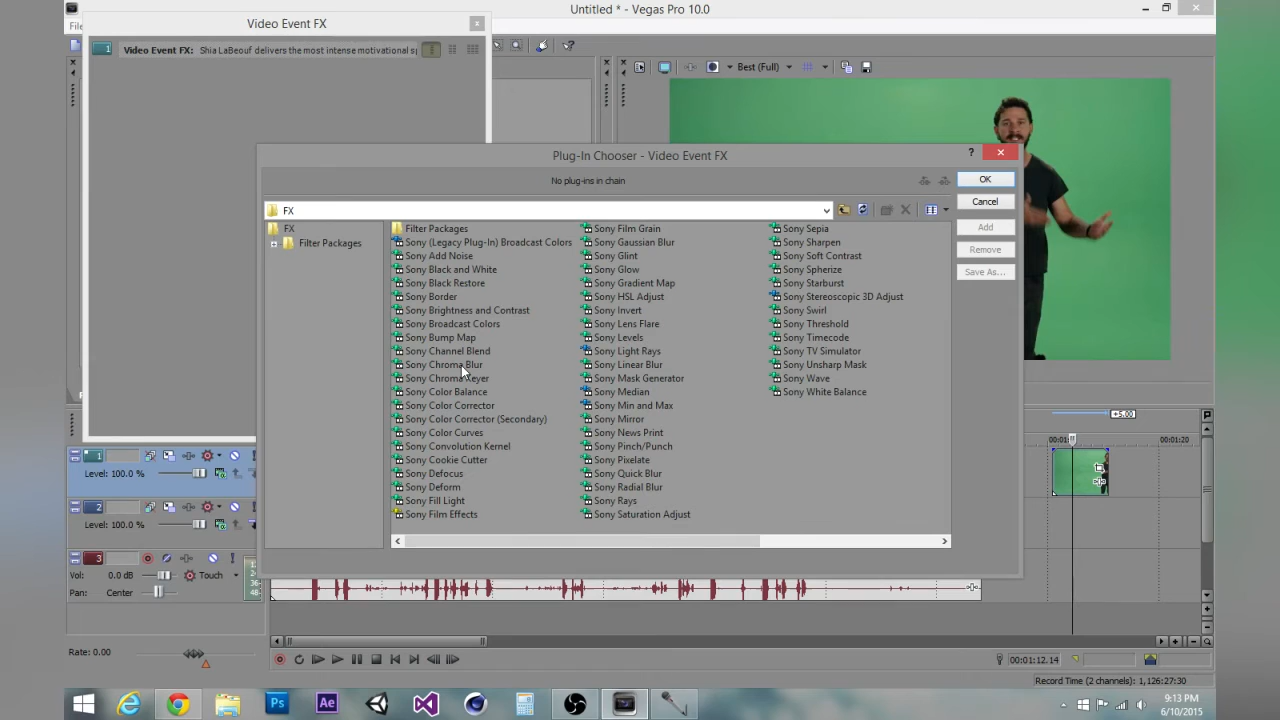 Untitled * - Vegas Pro 10.0
Video Event FX
File
1 Video Event FX: Shia LaBeouf delivers the most intense motivational sp
Best (Full)
Plug-In Chooser - Video Event FX
No plug-ins in chain
OK
Cancel
Add
Remove
Save As...
FX
FX
Filter Packages
Filter Packages
Sony (Legacy Plug-In) Broadcast Colors
Sony Add Noise
Sony Black and White
Sony Black Restore
Sony Border
Sony Brightness and Contrast
Sony Broadcast Colors
Sony Bump Map
Sony Channel Blend
Sony Chroma Blur
Sony Chroma Keyer
Sony Color Balance
Sony Color Corrector
Sony Color Corrector (Secondary)
Sony Color Curves
Sony Convolution Kernel
Sony Cookie Cutter
Sony Defocus
Sony Deform
Sony Fill Light
Sony Film Effects
Sony Film Grain
Sony Gaussian Blur
Sony Glint
Sony Glow
Sony Gradient Map
Sony HSL Adjust
Sony Invert
Sony Lens Flare
Sony Levels
Sony Light Rays
Sony Linear Blur
Sony Mask Generator
Sony Median
Sony Min and Max
Sony Mirror
Sony News Print
Sony Pinch/Punch
Sony Pixelate
Sony Quick Blur
Sony Radial Blur
Sony Rays
Sony Saturation Adjust
Sony Sepia
Sony Sharpen
Sony Soft Contrast
Sony Spherize
Sony Starburst
Sony Stereoscopic 3D Adjust
Sony Swirl
Sony Threshold
Sony Timecode
Sony TV Simulator
Sony Unsharp Mask
Sony Wave
Sony White Balance
+5.00
00:01:20
1
Level: 100.0 %
2
Level: 100.0 %
3
Vol: 0.0 dB Touch
Pan: Center
36-
48-
Rate: 0.00
00:01:12.14
Record Time (2 channels): 1,126:27:30
Ps
Ae
9:13 PM
6/10/2015